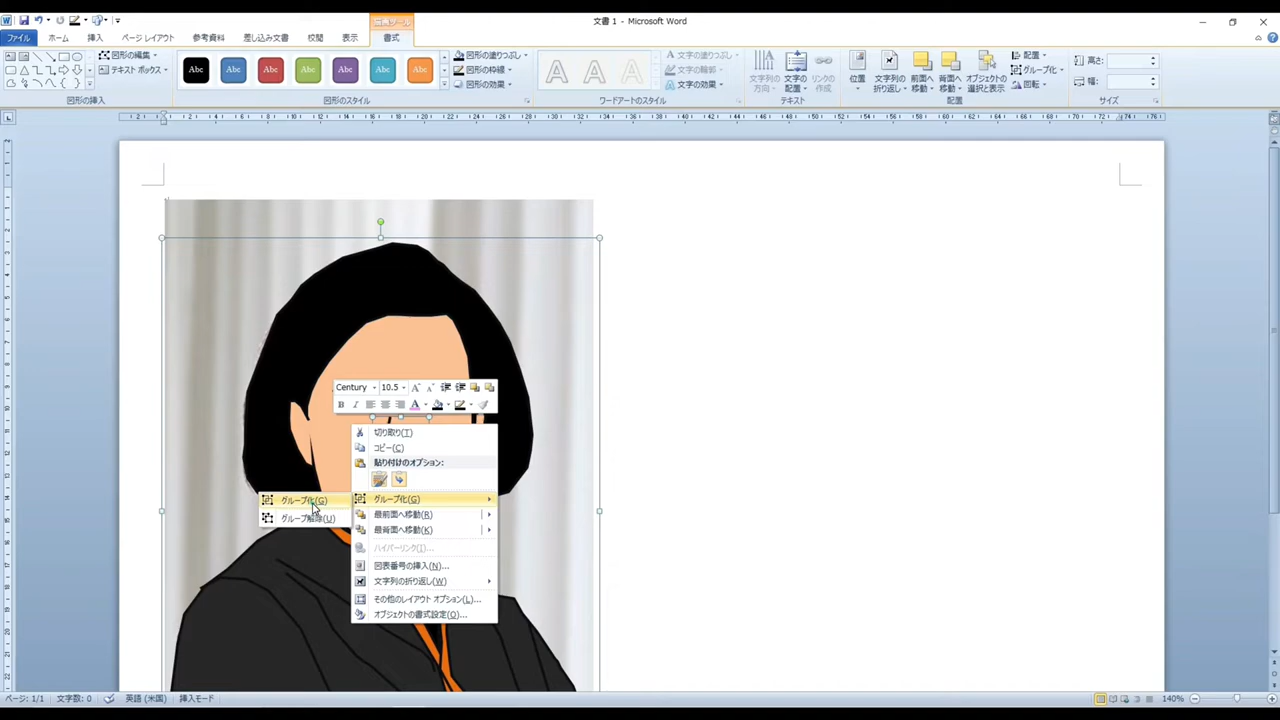 文書 1 - Microsoft Word
描画ツール
ファイル ホーム 挿入 ページ レイアウト 参考資料 差し込み文書 校閲 表示 書式
図形の編集
テキスト ボックス
図形の挿入
Abc Abc Abc Abc Abc Abc Abc
図形の塗りつぶし
図形の枠線
図形の効果
図形のスタイル
A A A
文字の塗りつぶし
文字の輪郭
文字の効果
ワードアートのスタイル
文字列の方向
文字の配置
リンクの作成
テキスト
位置
文字列の折り返し
前面へ移動
背面へ移動
オブジェクトの選択と表示
配置
グループ化
回転
配置
高さ:
幅:
サイズ
Century 10.5
B I A
切り取り(T)
コピー(C)
貼り付けのオプション:
グループ化(G)
最前面へ移動(R)
最背面へ移動(K)
ハイパーリンク(I)...
図表番号の挿入(N)...
文字列の折り返し(W)
その他のレイアウト オプション(L)...
オブジェクトの書式設定(O)...
グループ化(G)
グループ解除(U)
ページ: 1/1 文字数: 0 英語 (米国) 挿入モード
140%